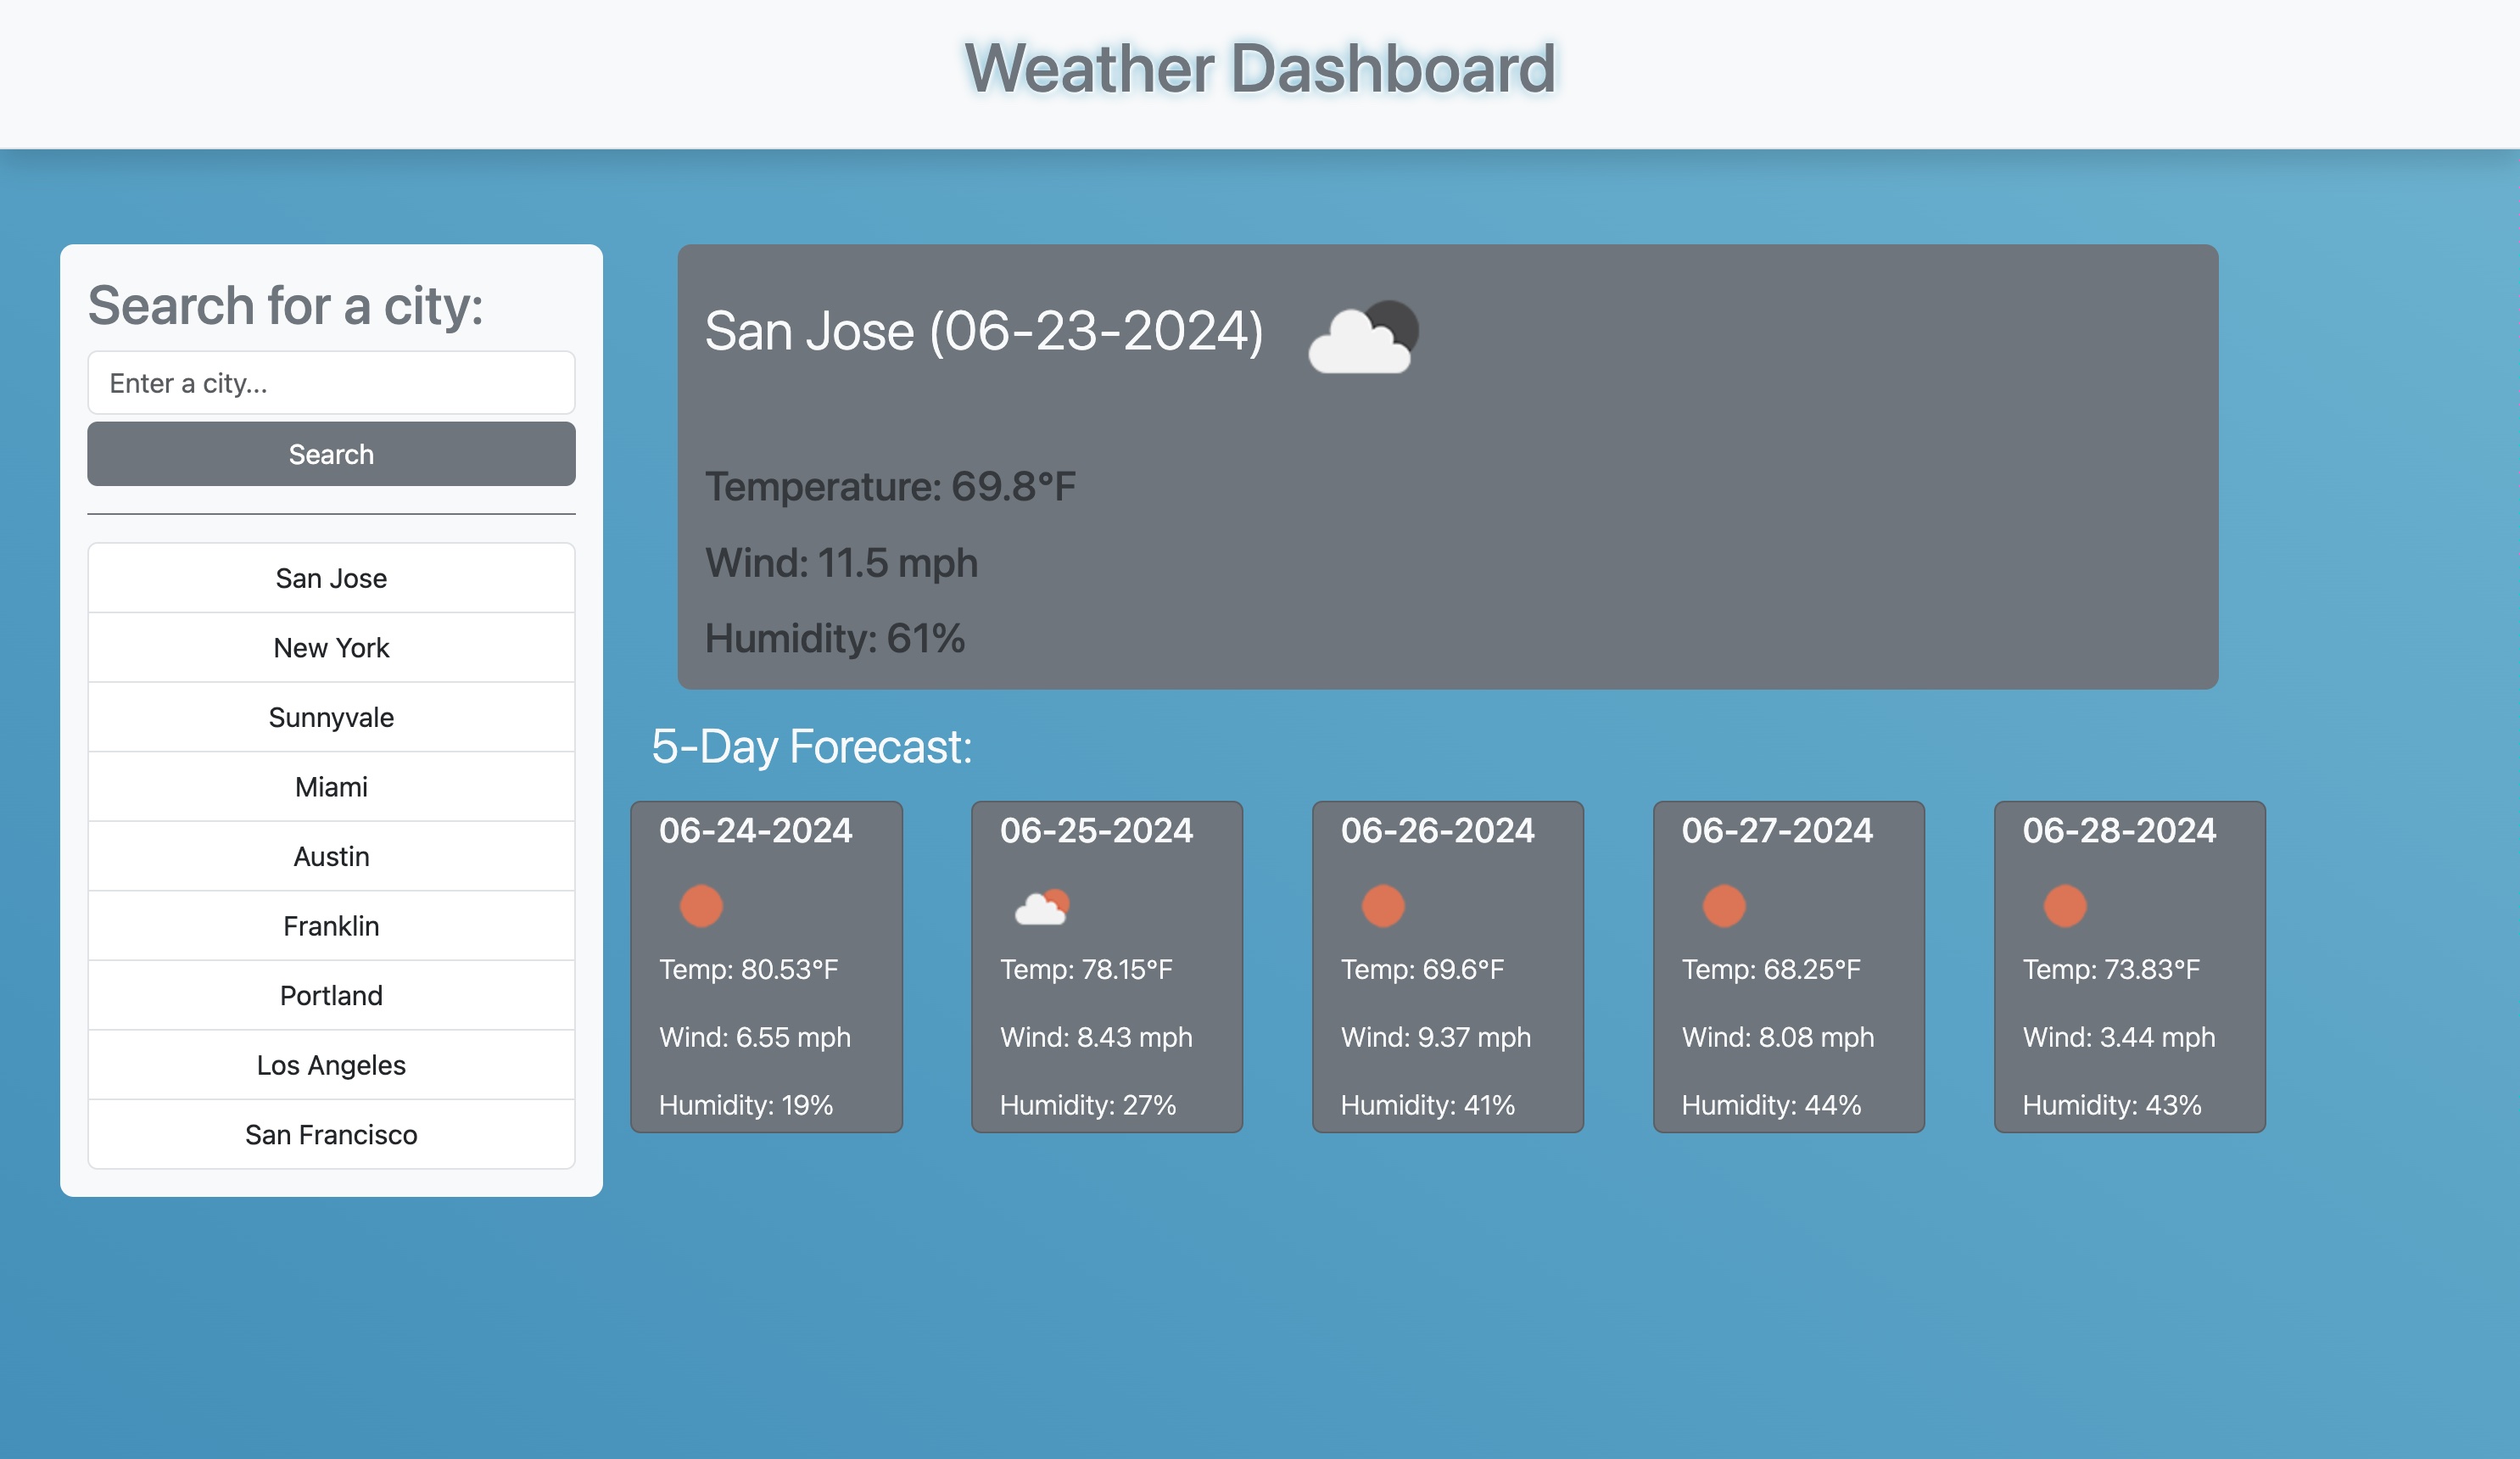 Weather Dashboard
Search for a city:
Enter a city...
Search
San Jose
New York
Sunnyvale
Miami
Austin
Franklin
Portland
Los Angeles
San Francisco
San Jose (06-23-2024)
Temperature: 69.8°F
Wind: 11.5 mph
Humidity: 61%
5-Day Forecast:
06-24-2024
Temp: 80.53°F
Wind: 6.55 mph
Humidity: 19%
06-25-2024
Temp: 78.15°F
Wind: 8.43 mph
Humidity: 27%
06-26-2024
Temp: 69.6°F
Wind: 9.37 mph
Humidity: 41%
06-27-2024
Temp: 68.25°F
Wind: 8.08 mph
Humidity: 44%
06-28-2024
Temp: 73.83°F
Wind: 3.44 mph
Humidity: 43%